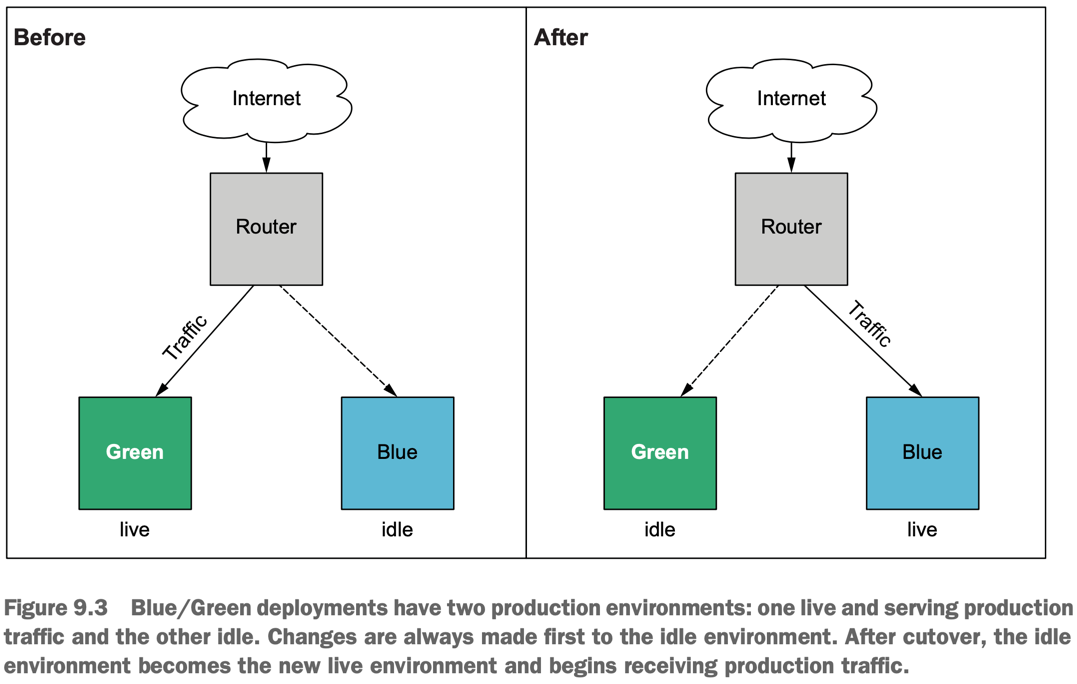 Before
Internet
Router
Traffic
Green
Blue
live
idle
After
Internet
Router
Traffic
Green
Blue
idle
live
Figure 9.3 Blue/Green deployments have two production environments: one live and serving production
traffic and the other idle. Changes are always made first to the idle environment. After cutover, the idle
environment becomes the new live environment and begins receiving production traffic.